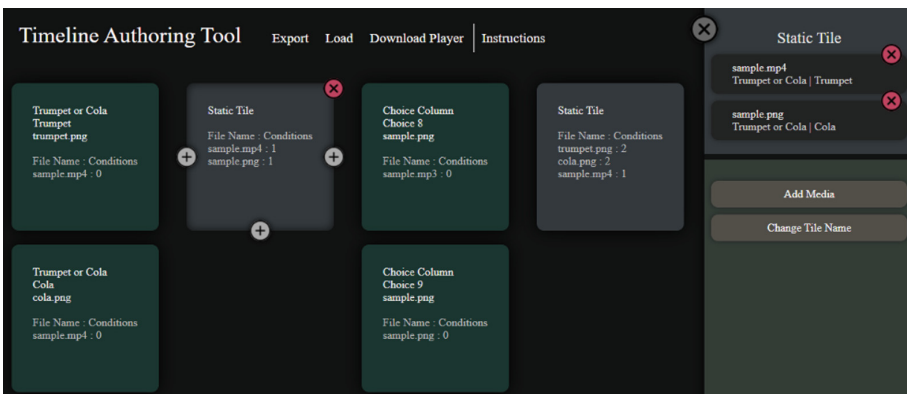 Timeline Authoring Tool
Export Load Download Player Instructions
Trumpet or Cola
Trumpet
trumpet.png
File Name : Conditions
sample.mp4 : 0
Static Tile
File Name : Conditions
sample.mp4 : 1
sample.png : 1
Choice Column
Choice 8
sample.png
File Name : Conditions
sample.mp3 : 0
Static Tile
File Name : Conditions
trumpet.png : 2
cola.png : 2
sample.mp4 : 1
Trumpet or Cola
Cola
cola.png
File Name : Conditions
sample.mp4 : 0
Choice Column
Choice 9
sample.png
File Name : Conditions
sample.png : 0
Static Tile
sample.mp4
Trumpet or Cola | Trumpet
sample.png
Trumpet or Cola | Cola
Add Media
Change Tile Name